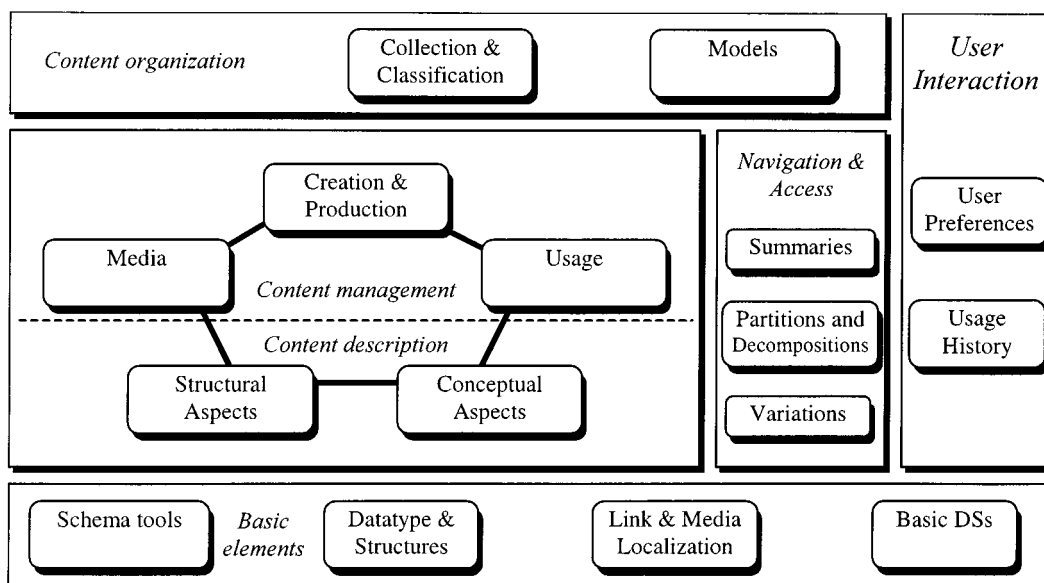 Content organization
Collection &
Classification
Models
User
Interaction
User
Preferences
Usage
History
Creation &
Production
Media
Usage
Content management
Content description
Structural
Aspects
Conceptual
Aspects
Navigation &
Access
Summaries
Partitions and
Decompositions
Variations
Schema tools
Basic
elements
Datatype &
Structures
Link & Media
Localization
Basic DSs